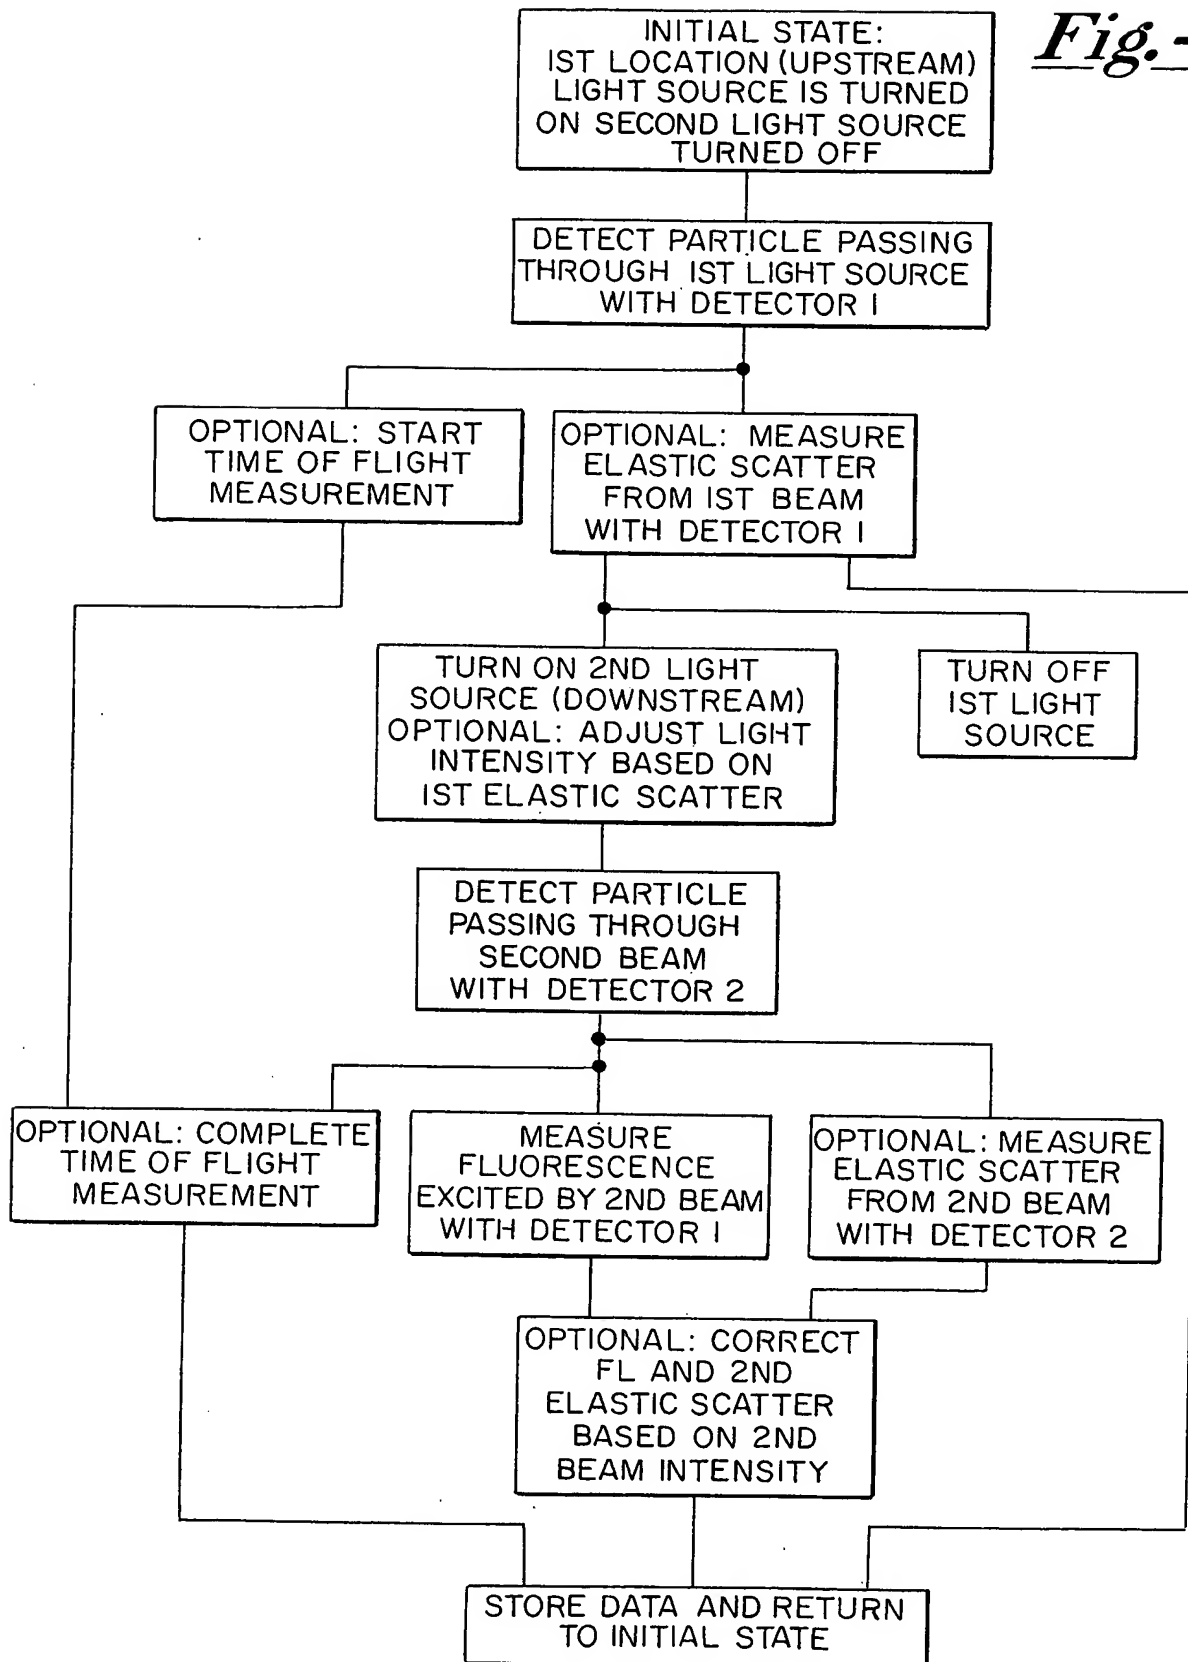 Fig.-
INITIAL STATE:
IST LOCATION (UPSTREAM)
LIGHT SOURCE IS TURNED
ON SECOND LIGHT SOURCE
TURNED OFF
DETECT PARTICLE PASSING
THROUGH IST LIGHT SOURCE
WITH DETECTOR I
OPTIONAL: START
TIME OF FLIGHT
MEASUREMENT
OPTIONAL: MEASURE
ELASTIC SCATTER
FROM IST BEAM
WITH DETECTOR I
TURN ON 2ND LIGHT
SOURCE (DOWNSTREAM)
OPTIONAL: ADJUST LIGHT
INTENSITY BASED ON
IST ELASTIC SCATTER
TURN OFF
IST LIGHT
SOURCE
DETECT PARTICLE
PASSING THROUGH
SECOND BEAM
WITH DETECTOR 2
OPTIONAL: COMPLETE
TIME OF FLIGHT
MEASUREMENT
MEASURE
FLUORESCENCE
EXCITED BY 2ND BEAM
WITH DETECTOR I
OPTIONAL: MEASURE
ELASTIC SCATTER
FROM 2ND BEAM
WITH DETECTOR 2
OPTIONAL: CORRECT
FL AND 2ND
ELASTIC SCATTER
BASED ON 2ND
BEAM INTENSITY
STORE DATA AND RETURN
TO INITIAL STATE